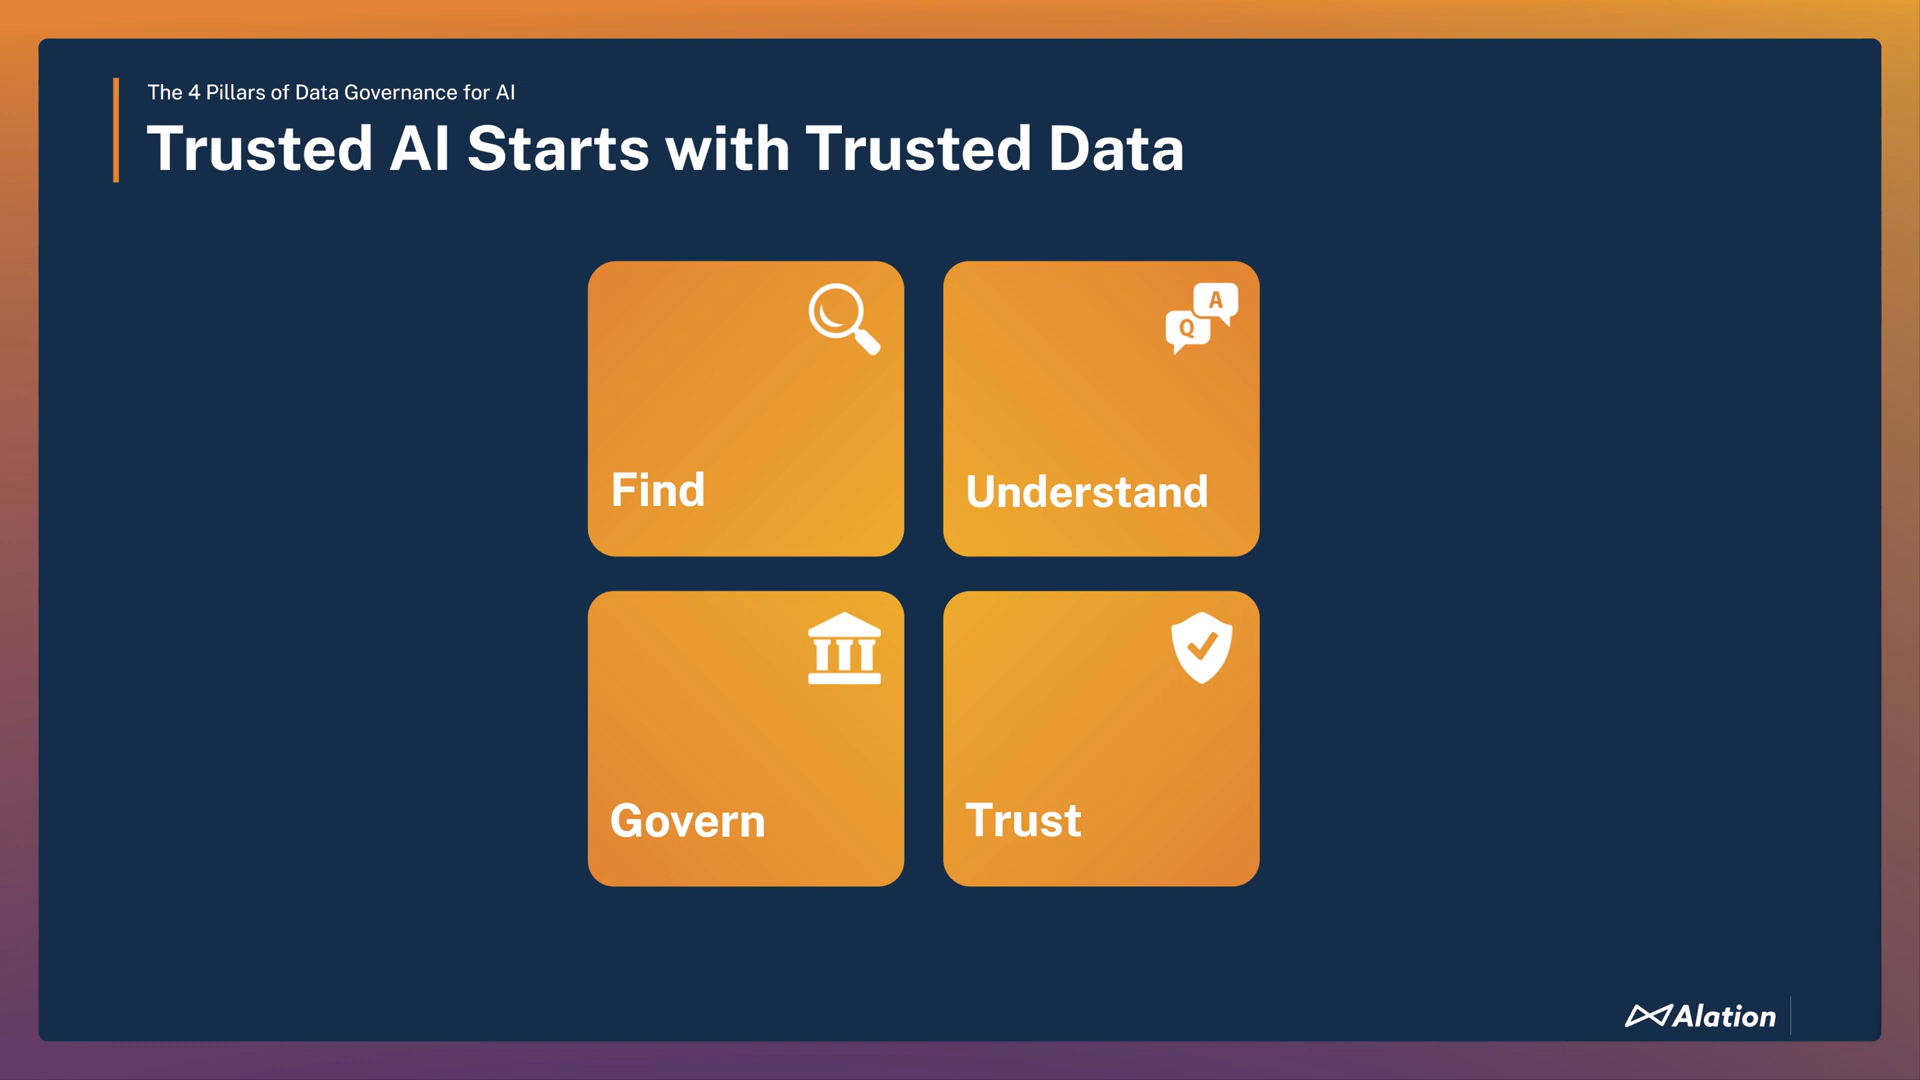 The 4 Pillars of Data Governance for AI
Trusted AI Starts with Trusted Data
A
Q
Find
Understand
Govern
Trust
Alation